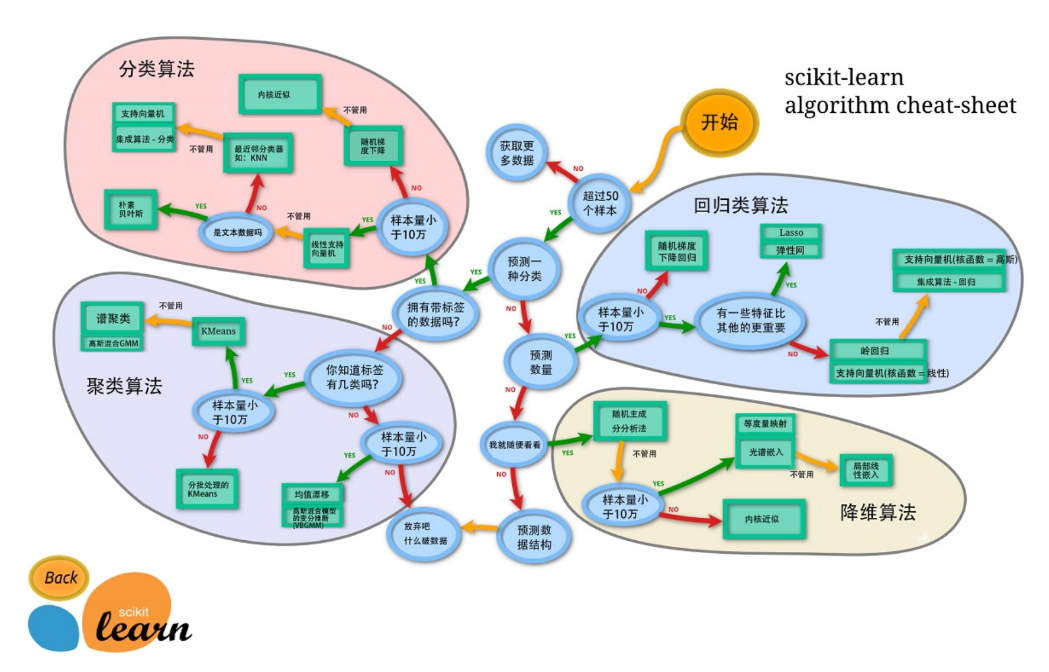 scikit-learn
algorithm cheat-sheet
开始
分类算法
内核近似
不管用
支持向量机
集成算法 - 分类
不管用
最近邻分类器
如：KNN
随机梯
度下降
NO
朴素
贝叶斯
YES
NO
是文本数据吗
不管用
线性支持
向量机
YES
样本量小
于10万
YES
获取更
多数据
NO
超过50
个样本
YES
预测一
种分类
YES
拥有带标签
的数据吗?
NO
NO
预测
数量
YES
NO
我就随便看看
YES
NO
预测数
据结构
放弃吧
什么破数据
回归类算法
随机梯度
下降回归
NO
样本量小
于10万
YES
Lasso
弹性网
YES
有一些特征比
其他的更重要
NO
支持向量机(核函数 = 高斯)
集成算法 - 回归
不管用
岭回归
支持向量机(核函数 = 线性)
聚类算法
谱聚类
高斯混合GMM
不管用
KMeans
YES
样本量小
于10万
YES
你知道标签
有几类吗?
NO
NO
分批处理的
KMeans
样本量小
于10万
YES
NO
均值漂移
高斯混合模型
的变分推断
(VBGMM)
降维算法
随机主成
分分析法
不管用
样本量小
于10万
YES
NO
等度量映射
光谱嵌入
不管用
局部线
性嵌入
内核近似
Back
scikit
learn